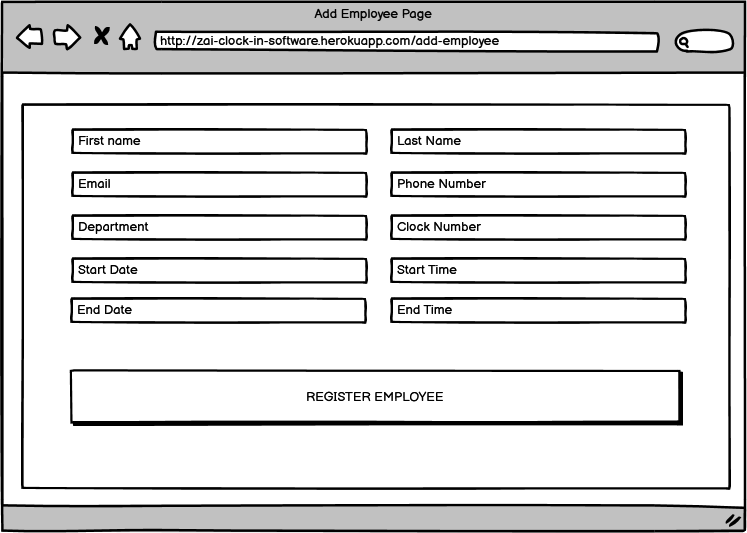 Add Employee Page
http://zai-clock-in-software.herokuapp.com/add-employee
First name
Last Name
Email
Phone Number
Department
Clock Number
Start Date
Start Time
End Date
End Time
REGISTER EMPLOYEE